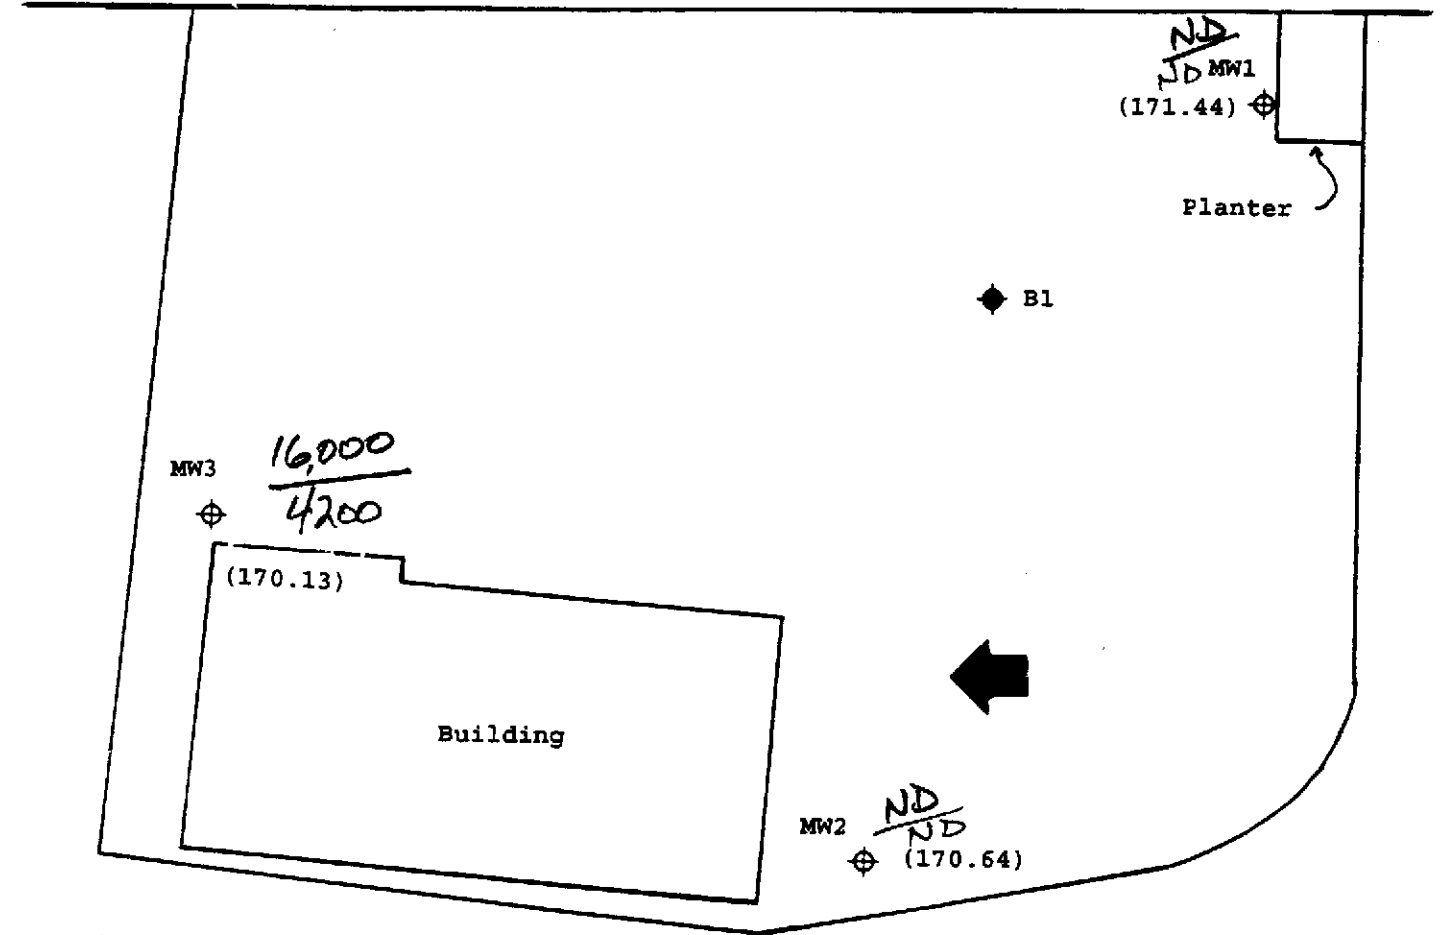 ND
ND MW1
(171.44)
Planter
B1
16,000
MW3
4200
(170.13)
Building
ND
MW2
ND
(170.64)